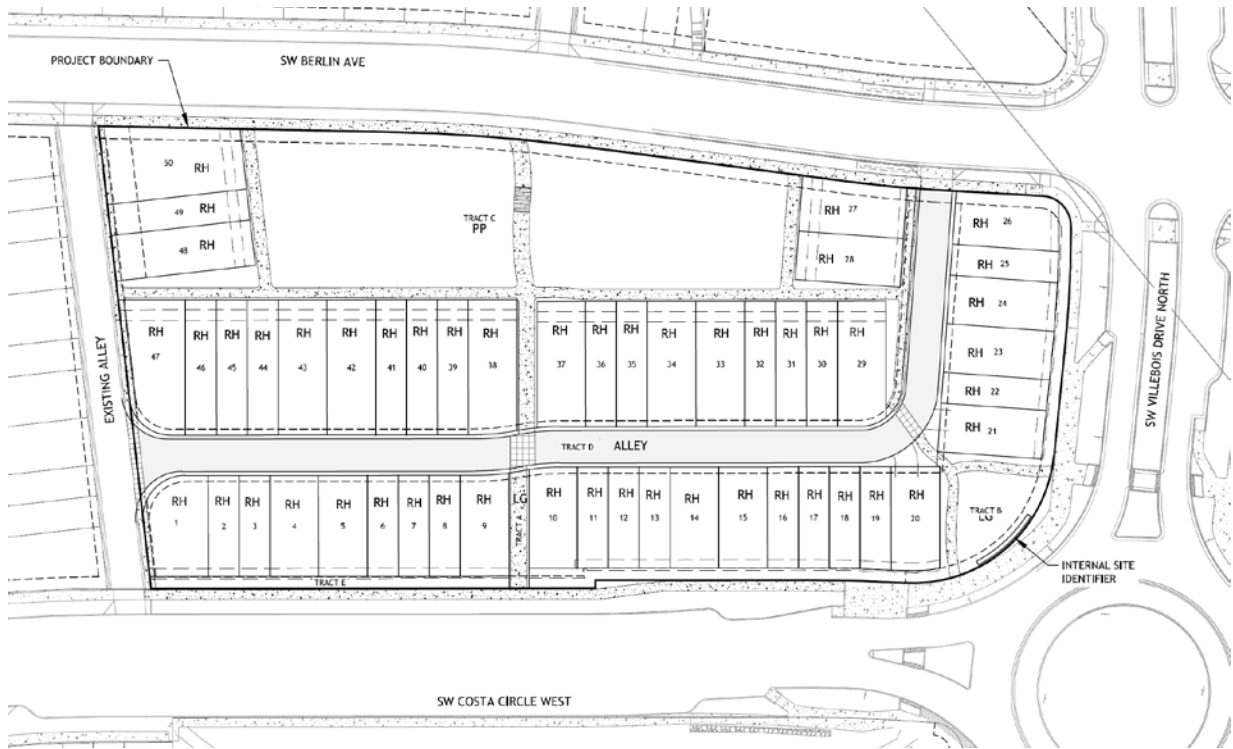 PROJECT BOUNDARY
SW BERLIN AVE
50 RH
49 RH
48 RH
TRACT C
PP
RH 27
RH 28
RH 26
RH 25
RH 24
RH 23
RH 22
RH 21
EXISTING ALLEY
SW VILLEBOIS DRIVE NORTH
RH RH RH RH RH RH RH RH RH RH
47 46 45 44 43 42 41 40 39 38
RH RH RH RH RH RH RH RH RH
37 36 35 34 33 32 31 30 29
TRACT D ALLEY
RH RH RH RH RH RH RH RH RH
1 2 3 4 5 6 7 8 9
LG
TRACT A
RH RH RH RH RH RH RH RH RH RH RH
10 11 12 13 14 15 16 17 18 19 20
TRACT B
LG
TRACT E
INTERNAL SITE
IDENTIFIER
SW COSTA CIRCLE WEST